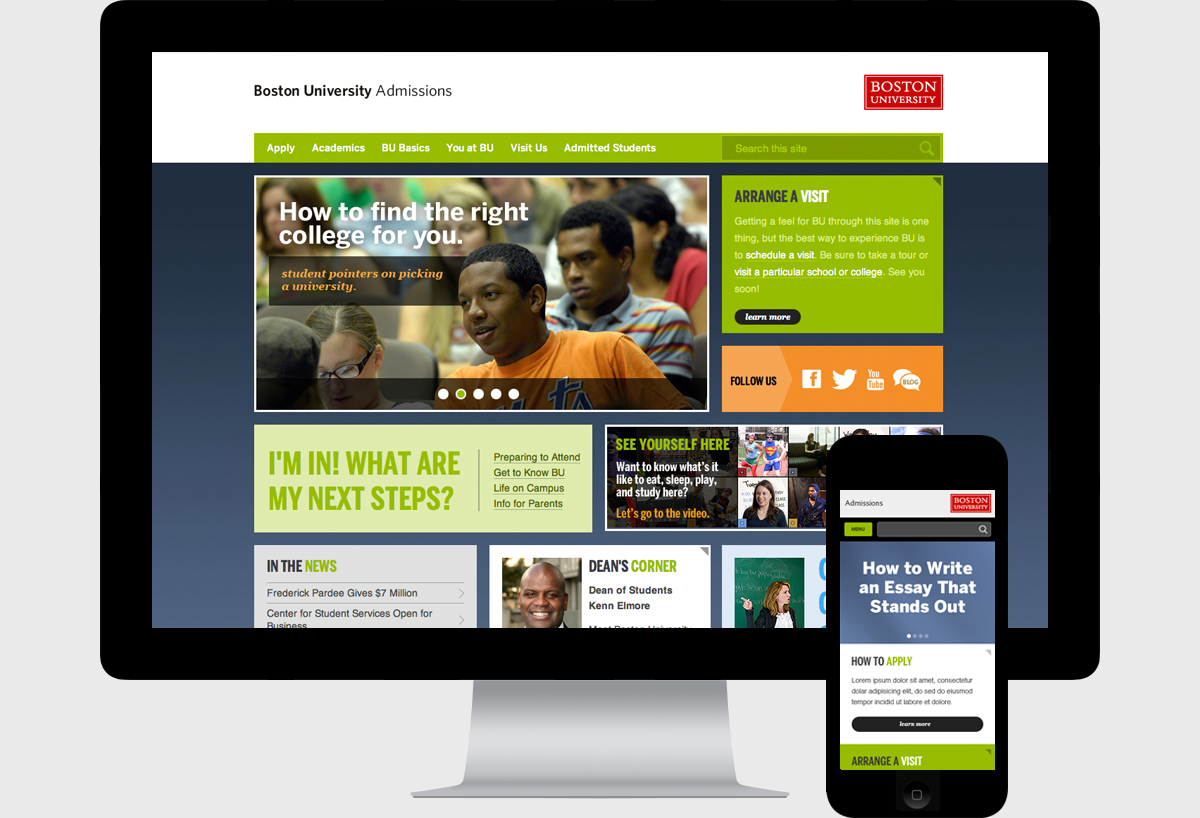 Boston University Admissions
BOSTON
UNIVERSITY
Apply Academics BU Basics You at BU Visit Us Admitted Students
Search this site
How to find the right
college for you.
student pointers on picking
a university.
ARRANGE A VISIT
Getting a feel for BU through this site is one
thing, but the best way to experience BU is
to schedule a visit. Be sure to take a tour or
visit a particular school or college. See you
soon!
learn more
FOLLOW US
You
Tube
BLOG
I'M IN! WHAT ARE
MY NEXT STEPS?
Preparing to Attend
Get to Know BU
Life on Campus
Info for Parents
SEE YOURSELF HERE
Want to know what's it
like to eat, sleep, play,
and study here?
Let's go to the video.
IN THE NEWS
Frederick Pardee Gives $7 Million
Center for Student Services Open for
Business
DEAN'S CORNER
Dean of Students
Kenn Elmore
Admissions
BOSTON
UNIVERSITY
MENU
How to Write
an Essay That
Stands Out
HOW TO APPLY
Lorem ipsum dolor sit amet, consectetur
dolar adipisicing elit, do sed do eiusmod
tempor incidid ut labore et dolore.
learn more
ARRANGE A VISIT